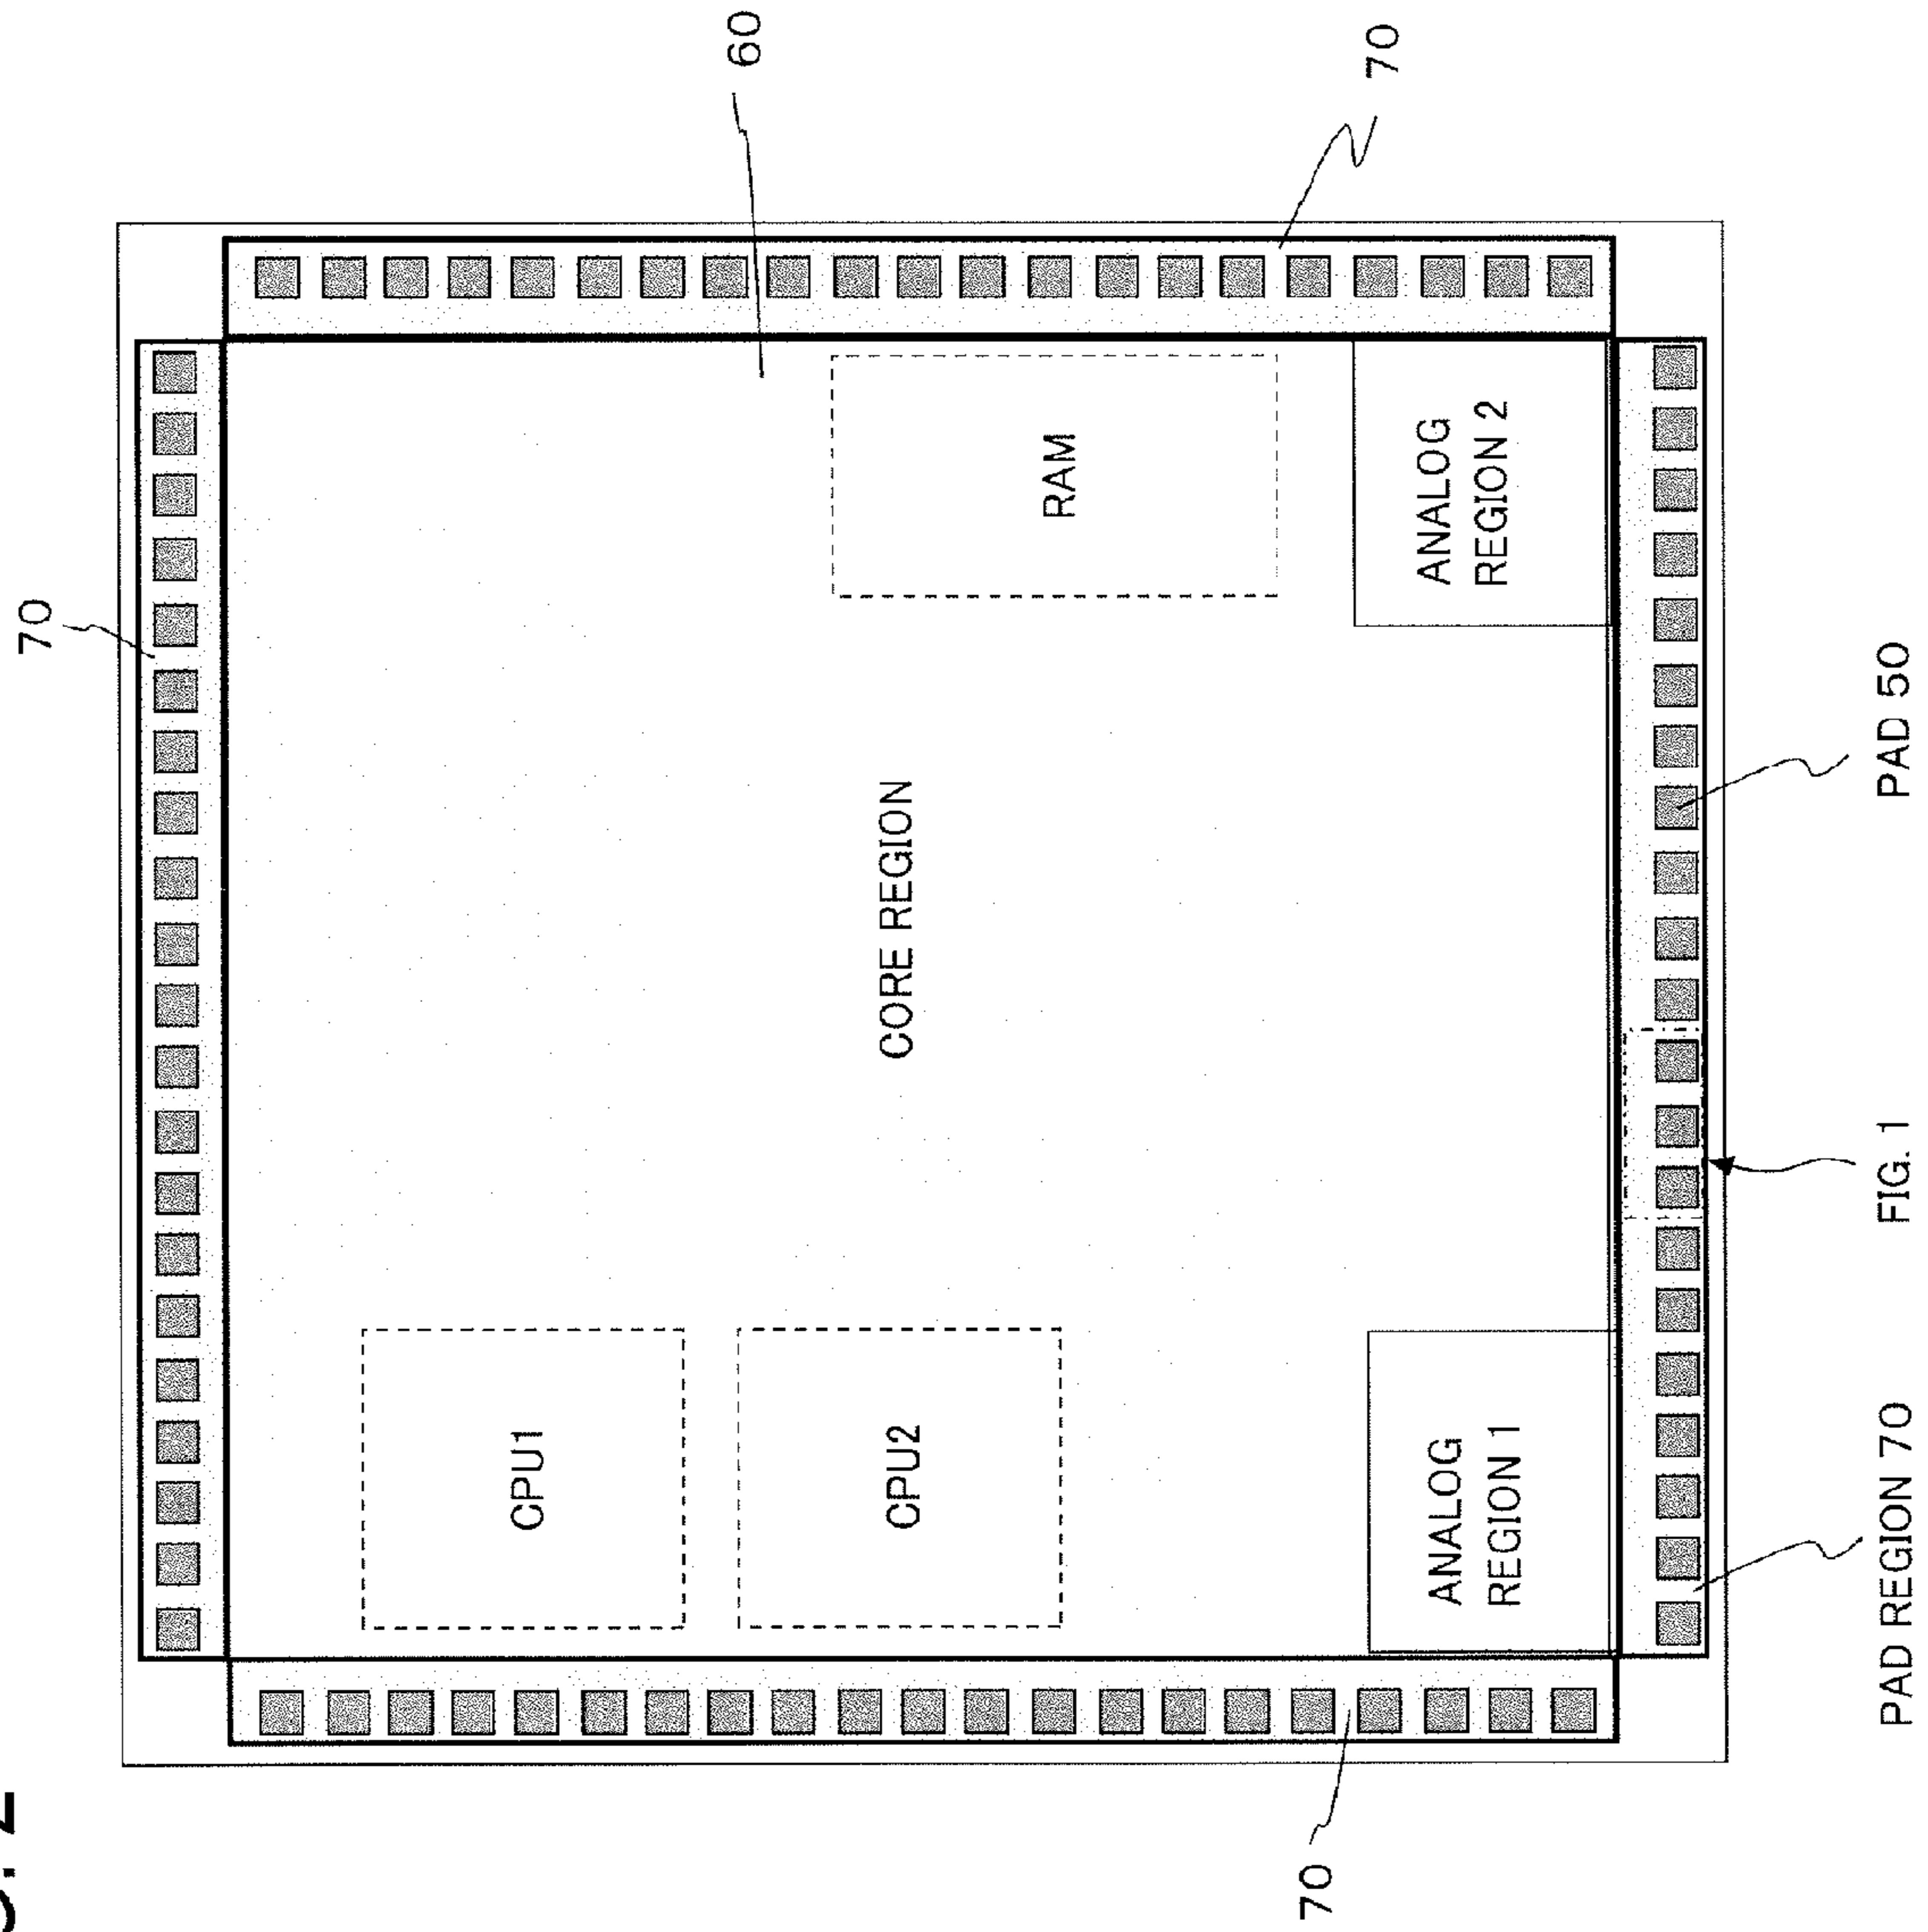 70
CPU1
60
CPU2
CORE REGION
RAM
70
70
ANALOG
REGION 1
ANALOG
REGION 2
PAD REGION 70
FIG. 1
PAD 50